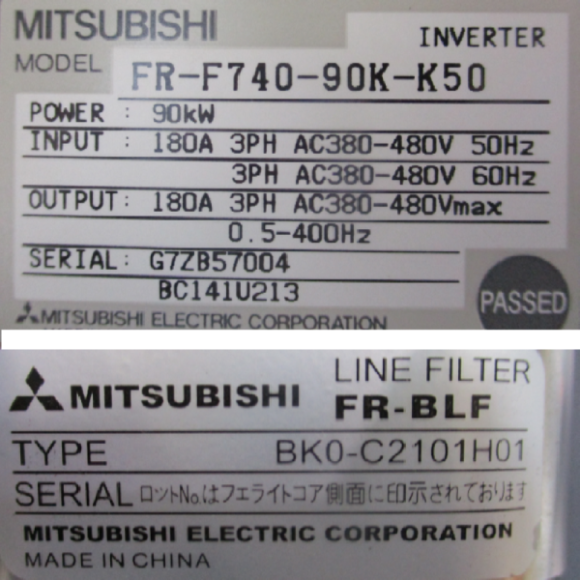 MITSUBISHI
INVERTER
MODEL FR-F740-90K-K50
POWER : 90kW
INPUT : 180A 3PH AC380-480V 50Hz
3PH AC380-480V 60Hz
OUTPUT: 180A 3PH AC380-480Vmax
0.5-400Hz
SERIAL: G7ZB57004
BC141U213
PASSED
MITSUBISHI ELECTRIC CORPORATION
LINE FILTER
MITSUBISHI FR-BLF
TYPE BK0-C2101H01
SERIAL ロットNo.はフェライトコア側面に印示されております
MITSUBISHI ELECTRIC CORPORATION
MADE IN CHINA